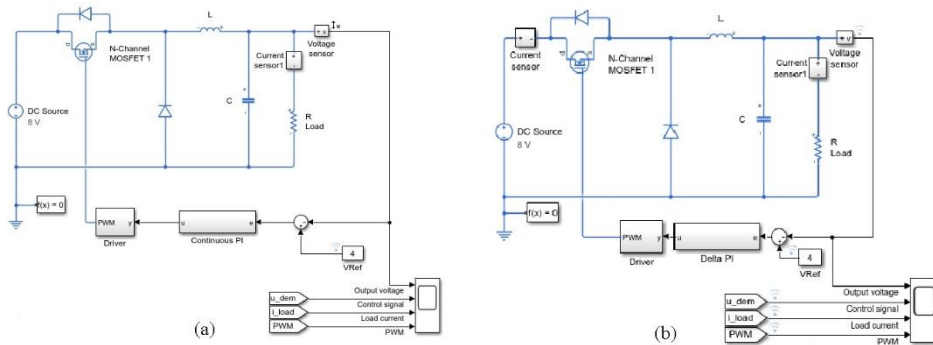 L
Voltage
sensor
N-Channel
MOSFET 1
Current
sensor1
C
DC Source
8 V
R
Load
f(x) = 0
PWM y
Driver
u e
Continuous PI
4
VRef
u_dem
i_load
PWM
Output voltage
Control signal
Load current
PWM
(a)
L
Current
sensor
N-Channel
MOSFET 1
Voltage
sensor
Current
sensor1
C
DC Source
8 V
R
Load
f(x) = 0
PWM y
Driver
u e
Delta PI
4
VRef
u_dem
i_load
PWM
Output voltage
Control signal
Load current
PWM
(b)